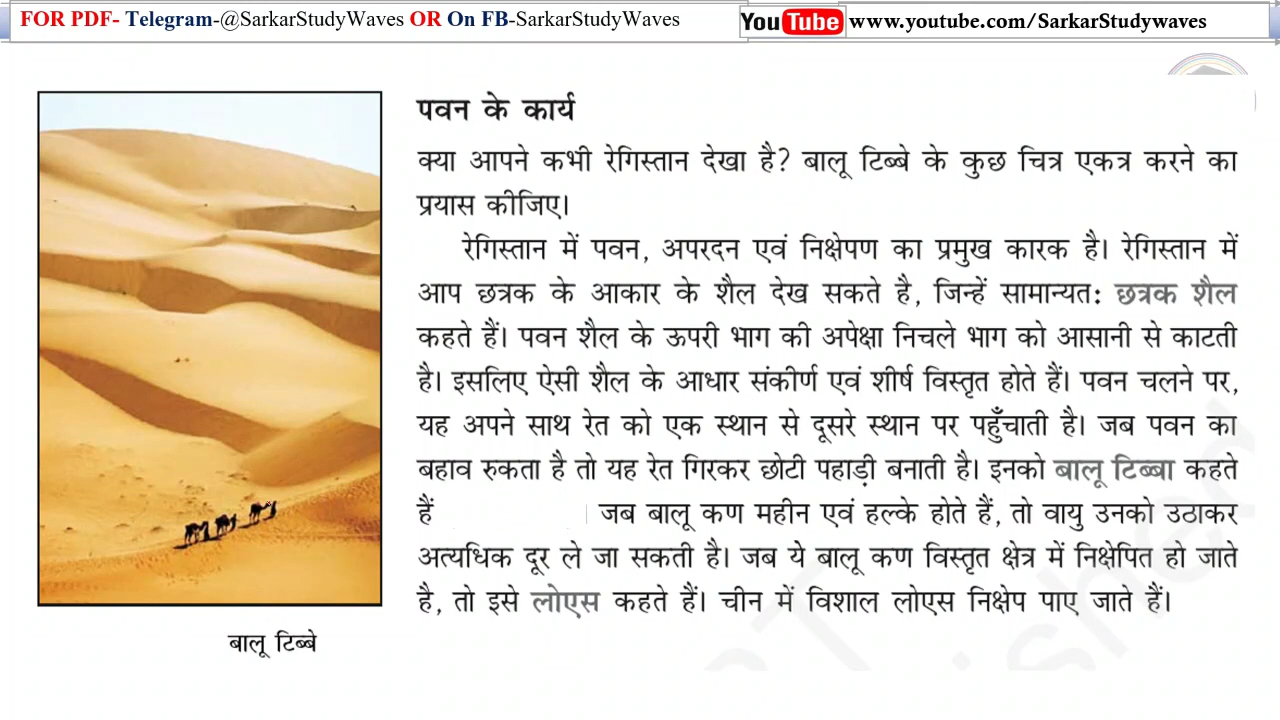 FOR PDF- Telegram-@SarkarStudyWaves OR On FB-SarkarStudyWaves
YouTube www.youtube.com/SarkarStudywaves
पवन के कार्य
क्या आपने कभी रेगिस्तान देखा है? बालू टिब्बे के कुछ चित्र एकत्र करने का
प्रयास कीजिए।
रेगिस्तान में पवन, अपरदन एवं निक्षेपण का प्रमुख कारक है। रेगिस्तान में
आप छत्रक के आकार के शैल देख सकते है, जिन्हें सामान्यत: छत्रक शैल
कहते हैं। पवन शैल के ऊपरी भाग की अपेक्षा निचले भाग को आसानी से काटती
है। इसलिए ऐसी शैल के आधार संकीर्ण एवं शीर्ष विस्तृत होते हैं। पवन चलने पर,
यह अपने साथ रेत को एक स्थान से दूसरे स्थान पर पहुँचाती है। जब पवन का
बहाव रुकता है तो यह रेत गिरकर छोटी पहाड़ी बनाती है। इनको बालू टिब्बा कहते
हैं । जब बालू कण महीन एवं हल्के होते हैं, तो वायु उनको उठाकर
अत्यधिक दूर ले जा सकती है। जब ये बालू कण विस्तृत क्षेत्र में निक्षेपित हो जाते
है, तो इसे लोएस कहते हैं। चीन में विशाल लोएस निक्षेप पाए जाते हैं।
बालू टिब्बे